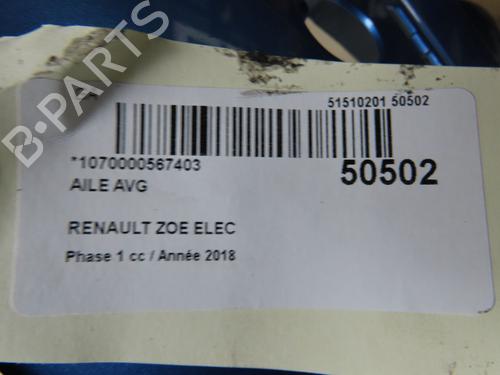 51510201 50502
*1070000567403
50502
AILE AVG
RENAULT ZOE ELEC
Phase 1 cc / Année 2018
B-PARTS